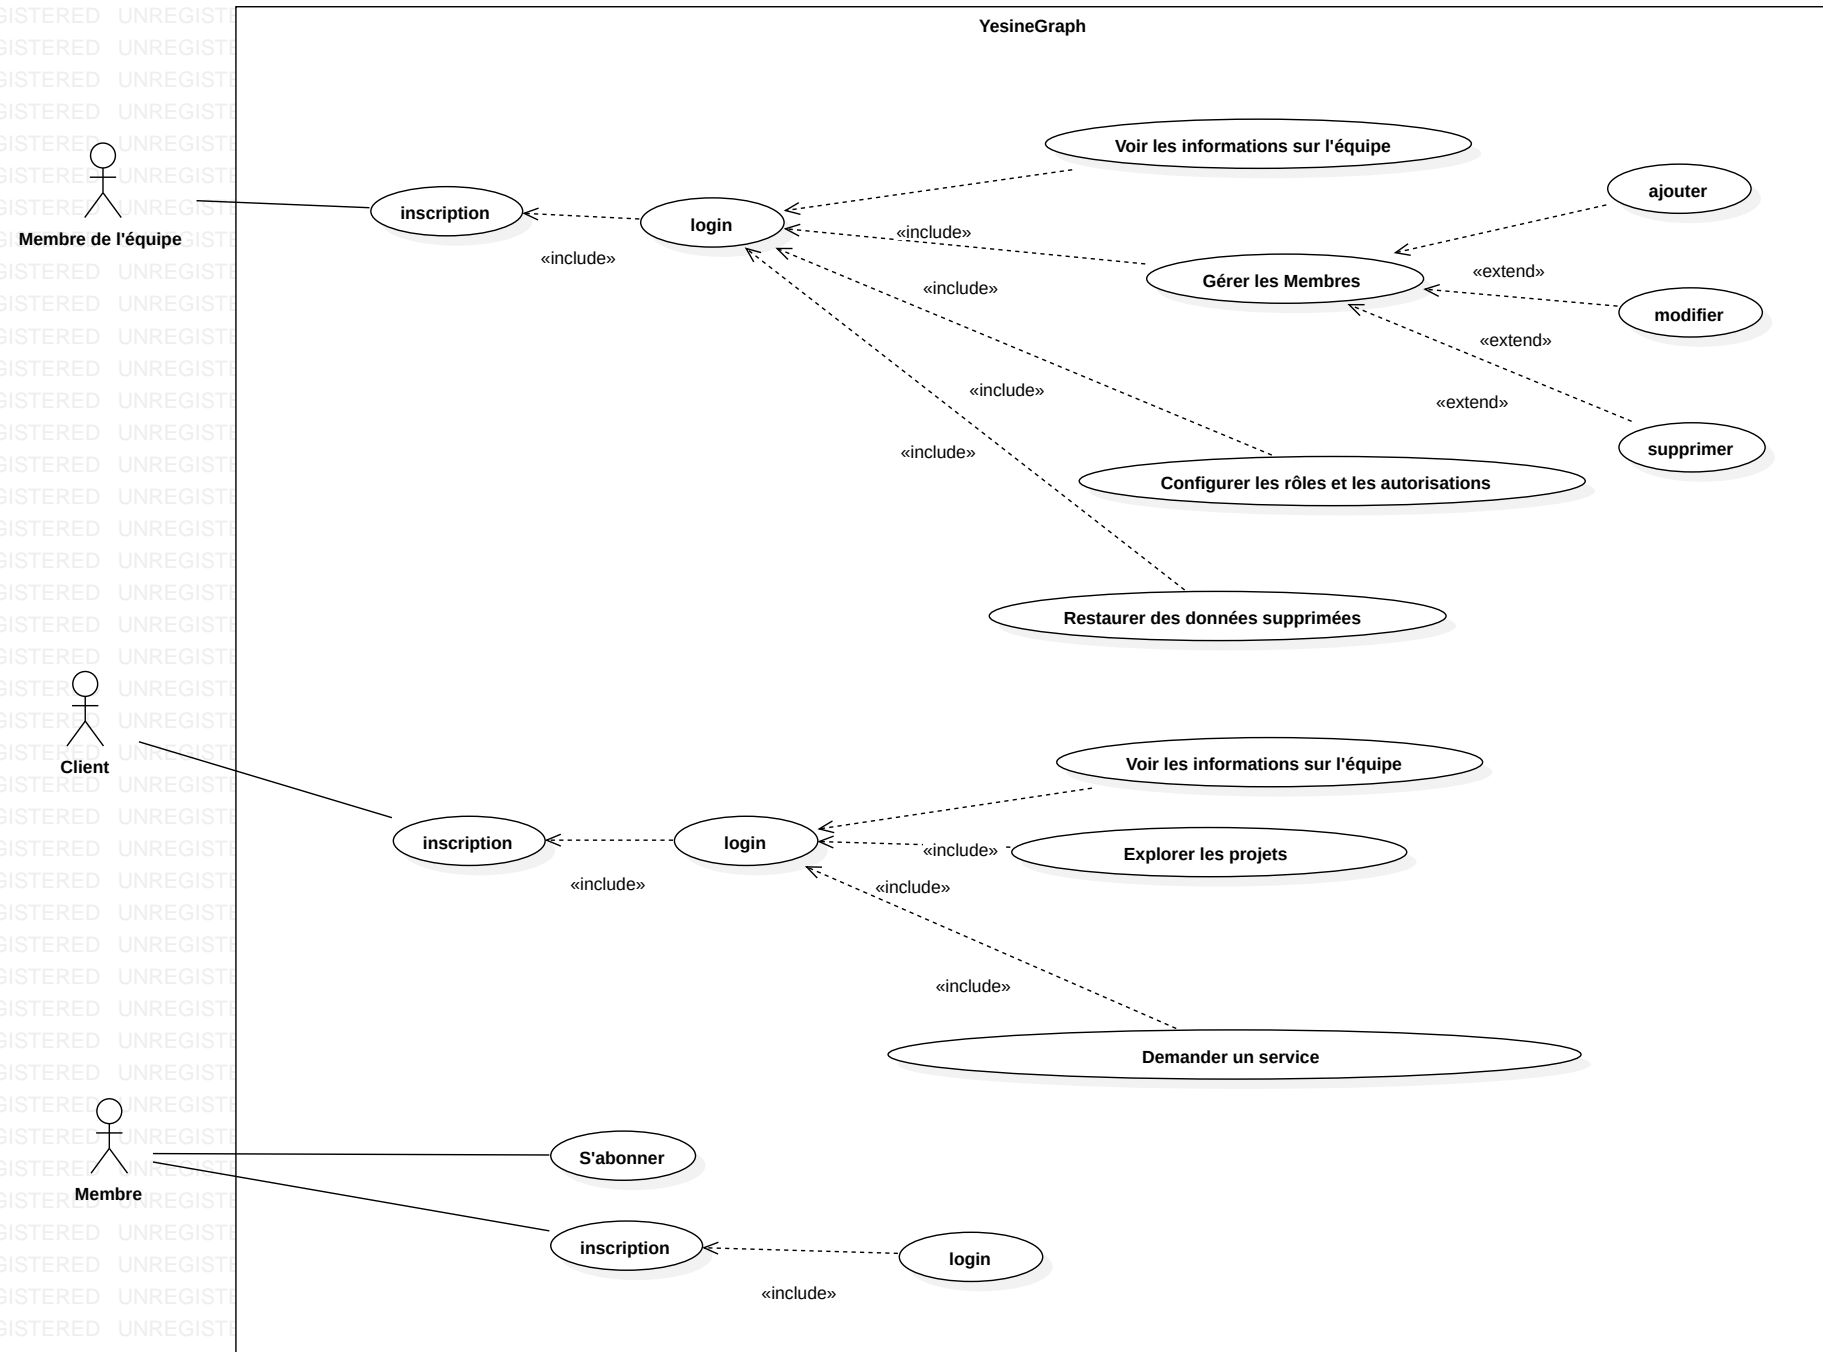 YesineGraph
Voir les informations sur l'équipe
ajouter
inscription
login
«include»
Membre de l'équipe
«include»
«extend»
Gérer les Membres
«include»
modifier
«extend»
«include»
«extend»
supprimer
«include»
Configurer les rôles et les autorisations
Restaurer des données supprimées
Client
Voir les informations sur l'équipe
inscription
login
«include»
Explorer les projets
«include»
«include»
«include»
Demander un service
S'abonner
Membre
inscription
login
«include»
UNREGISTERED